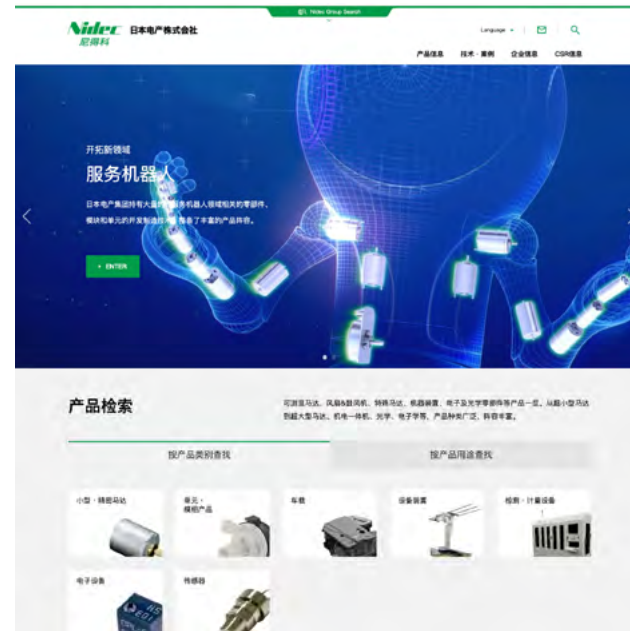 Nidec Group Search
Nidec
尼得科
日本电产株式会社
Language
产品信息
技术・案例
企业信息
CSR信息
开拓新领域
服务机器人
日本电产集团持有大量的 服务机器人领域相关的零部件、
模块和单元的开发制造技术 备了丰富的产品阵容。
ENTER
产品检索
可浏览马达、风扇&鼓风机、特殊马达、机器装置、电子及光学零部件等产品一览。从超小型马达
到超大型马达、机电一体机、光学、电子学等、产品种类广泛、阵容丰富。
按产品类别查找
按产品用途查找
小型・精密马达
单元・
模组产品
车载
设备装置
检测・计量设备
电子设备
传感器